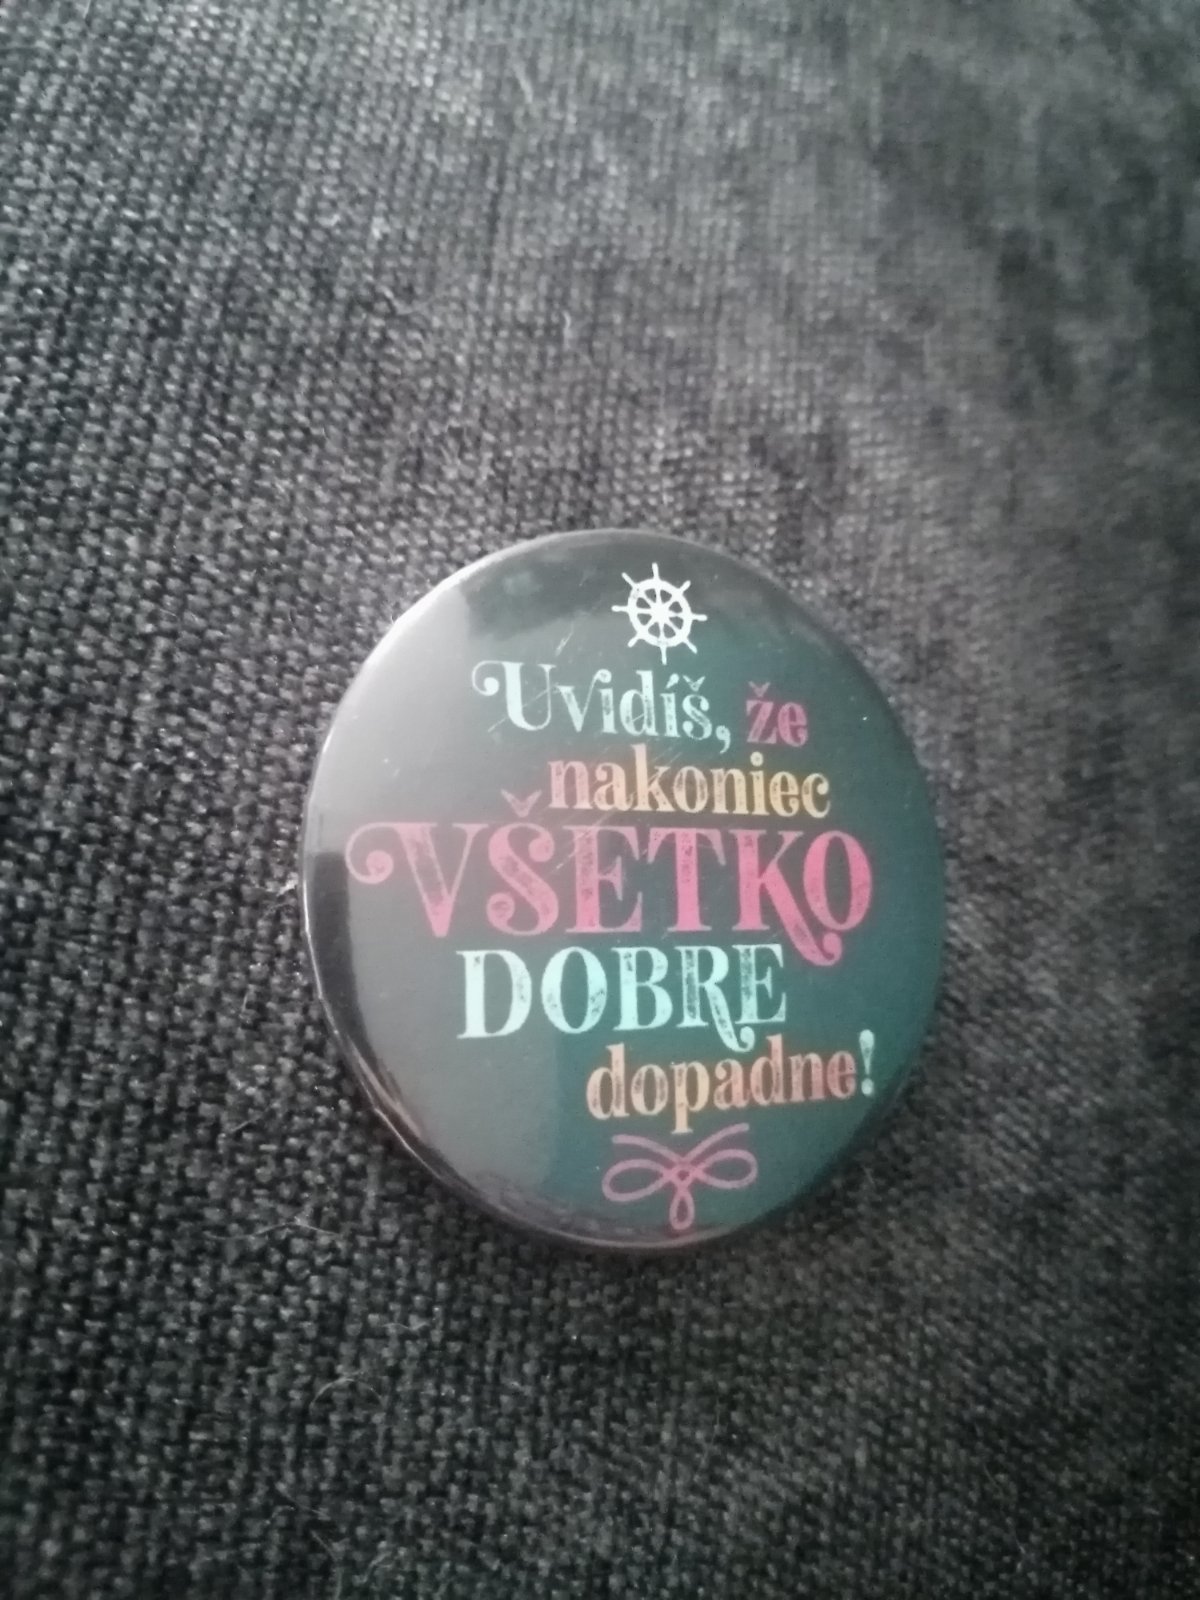 Uvidíš, že
nakoniec
VŠETKO
DOBRE
dopadne!